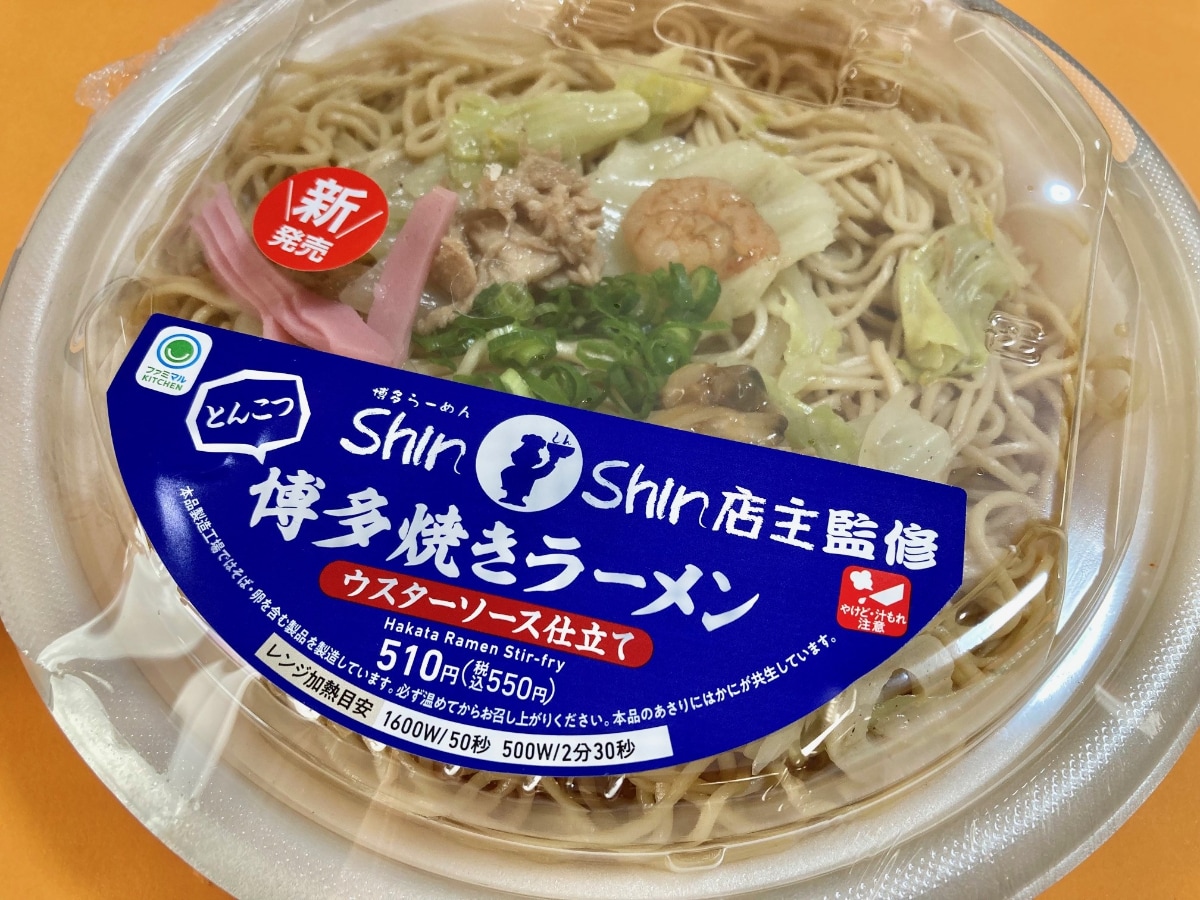 新
発売
ファミマル
KITCHEN
とんこつ
博多らーめん
Shin しん Shin 店主監修
博多焼きラーメン
ウスターソース仕立て
Hakata Ramen Stir-fry
510円(税込550円)
やけど・汁もれ
注意
本品製造工場ではそば・卵を含む製品を製造しています。必ず温めてからお召し上がりください。本品のあさりにはかにが共生しています。
レンジ加熱目安 1600W/50秒 500W/2分30秒